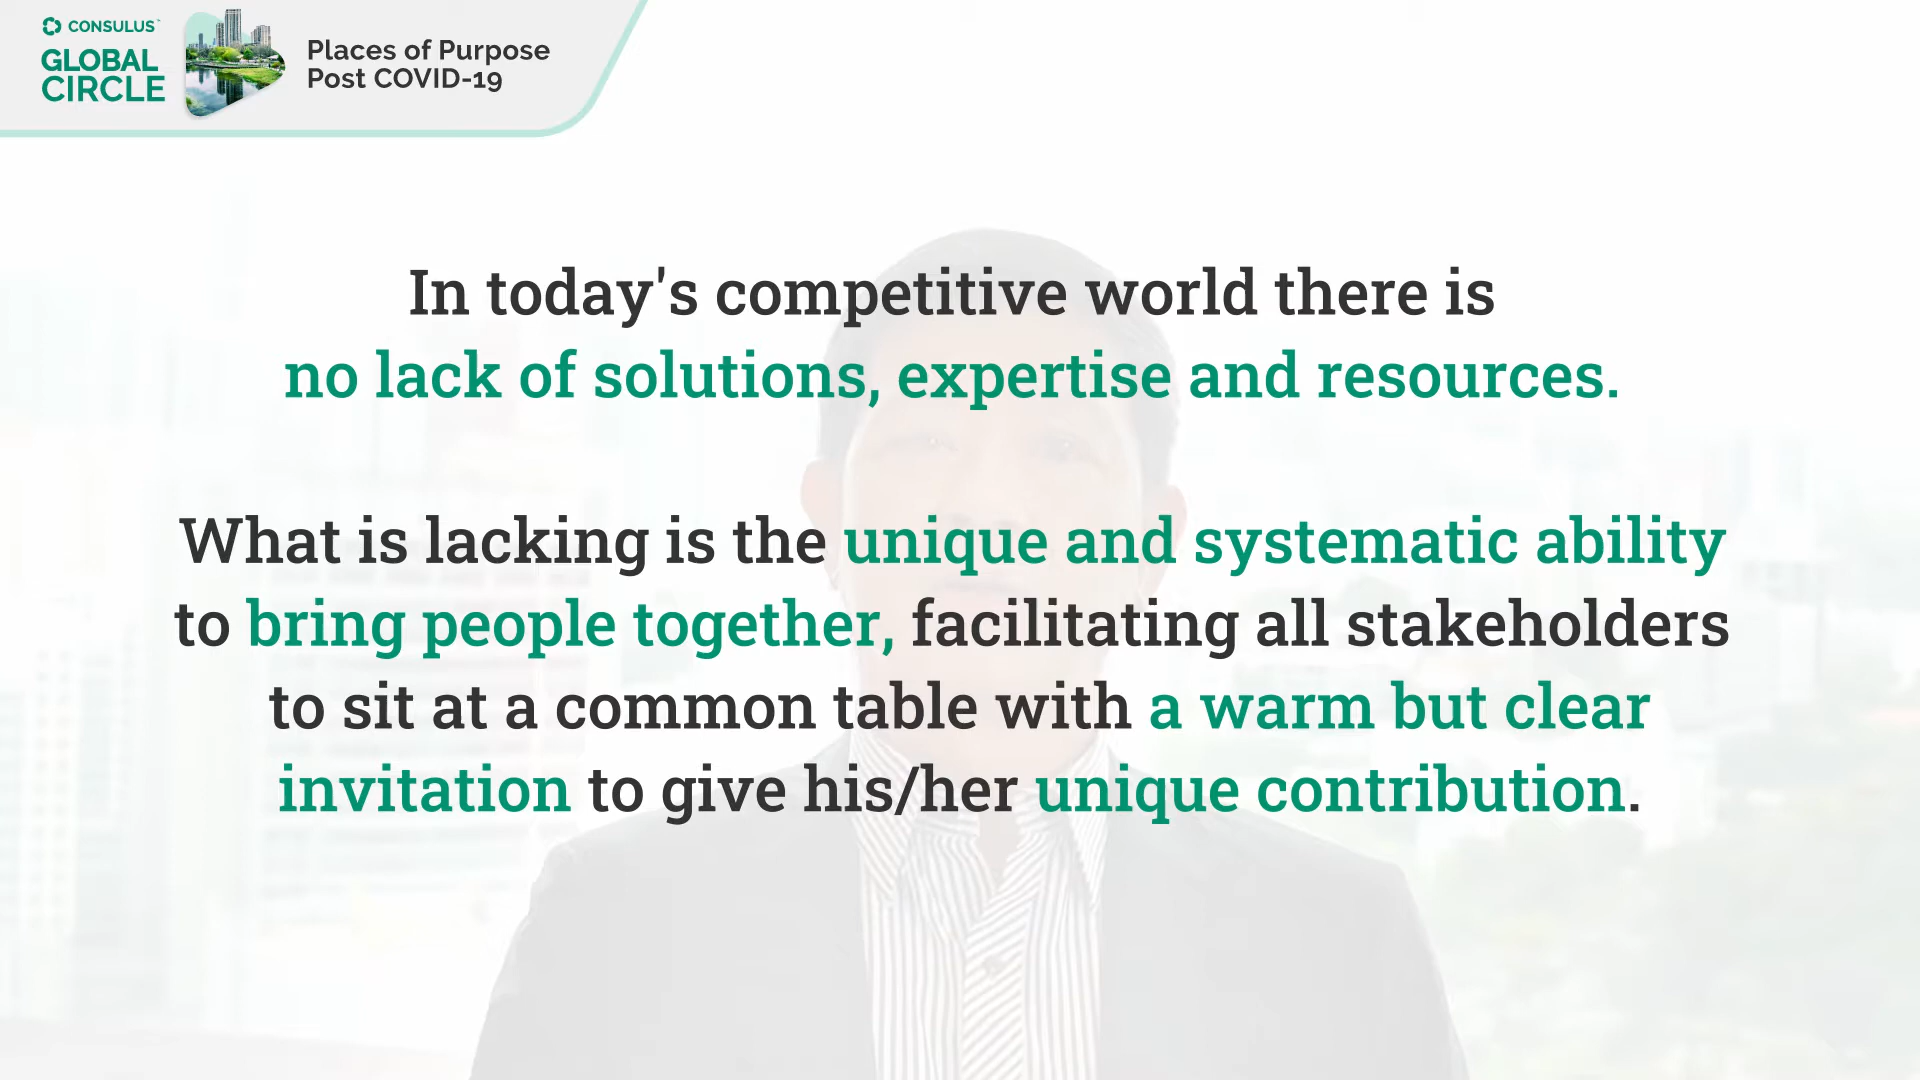 CONSULUS
GLOBAL
CIRCLE
Places of Purpose
Post COVID-19
In today's competitive world there is
no lack of solutions, expertise and resources.
What is lacking is the unique and systematic ability
to bring people together, facilitating all stakeholders
to sit at a common table with a warm but clear
invitation to give his/her unique contribution.